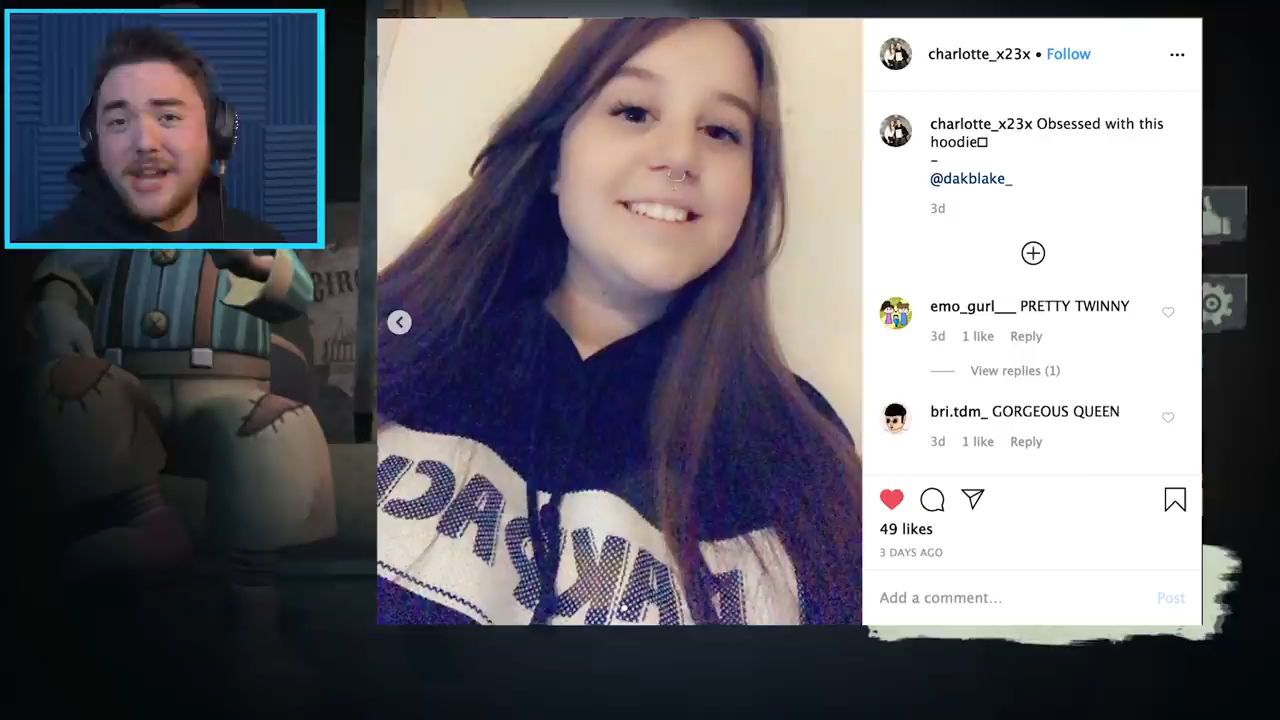 CIRC
charlotte_x23x • Follow
charlotte_x23x Obsessed with this
hoodie
–
@dakblake_
3d
emo_gurl___ PRETTY TWINNY
3d 1 like Reply
View replies (1)
bri.tdm_ GORGEOUS QUEEN
3d 1 like Reply
49 likes
3 DAYS AGO
Add a comment... Post